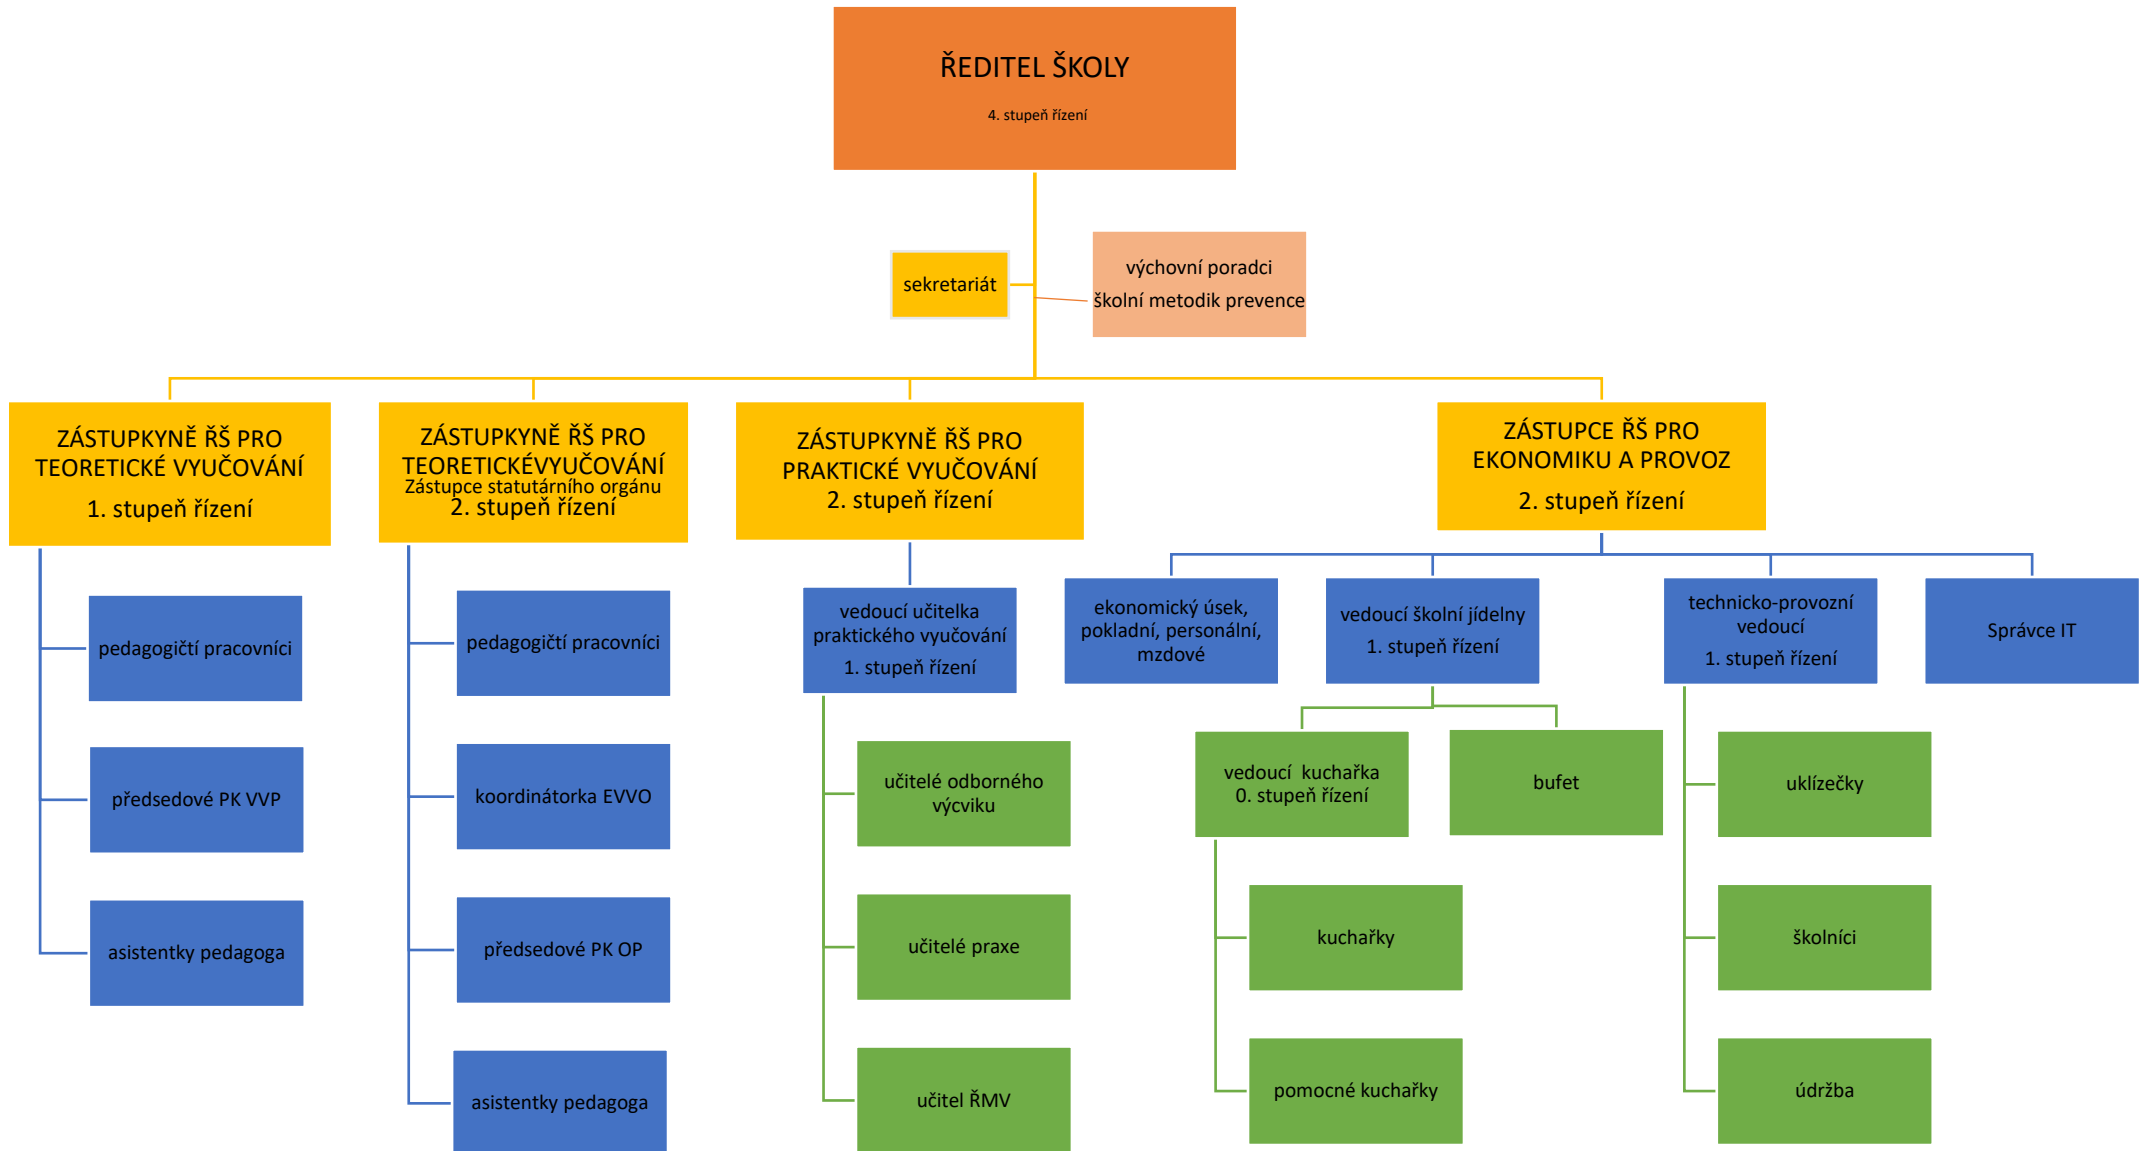 ŘEDITEL ŠKOLY
4. stupeň řízení
sekretariát
výchovní poradci
školní metodik prevence
ZÁSTUPKYNĚ ŘŠ PRO
TEORETICKÉ VYUČOVÁNÍ
1. stupeň řízení
ZÁSTUPKYNĚ ŘŠ PRO
TEORETICKÉVYUČOVÁNÍ
Zástupce statutárního orgánu
2. stupeň řízení
ZÁSTUPKYNĚ ŘŠ PRO
PRAKTICKÉ VYUČOVÁNÍ
2. stupeň řízení
ZÁSTUPCE ŘŠ PRO
EKONOMIKU A PROVOZ
2. stupeň řízení
pedagogičtí pracovníci
předsedové PK VVP
asistentky pedagoga
pedagogičtí pracovníci
koordinátorka EVVO
předsedové PK OP
asistentky pedagoga
vedoucí učitelka
praktického vyučování
1. stupeň řízení
učitelé odborného
výcviku
učitelé praxe
učitel ŘMV
ekonomický úsek,
pokladní, personální,
mzdové
vedoucí školní jídelny
1. stupeň řízení
vedoucí  kuchařka
0. stupeň řízení
kuchařky
pomocné kuchařky
bufet
technicko-provozní
vedoucí
1. stupeň řízení
uklízečky
školníci
údržba
Správce IT